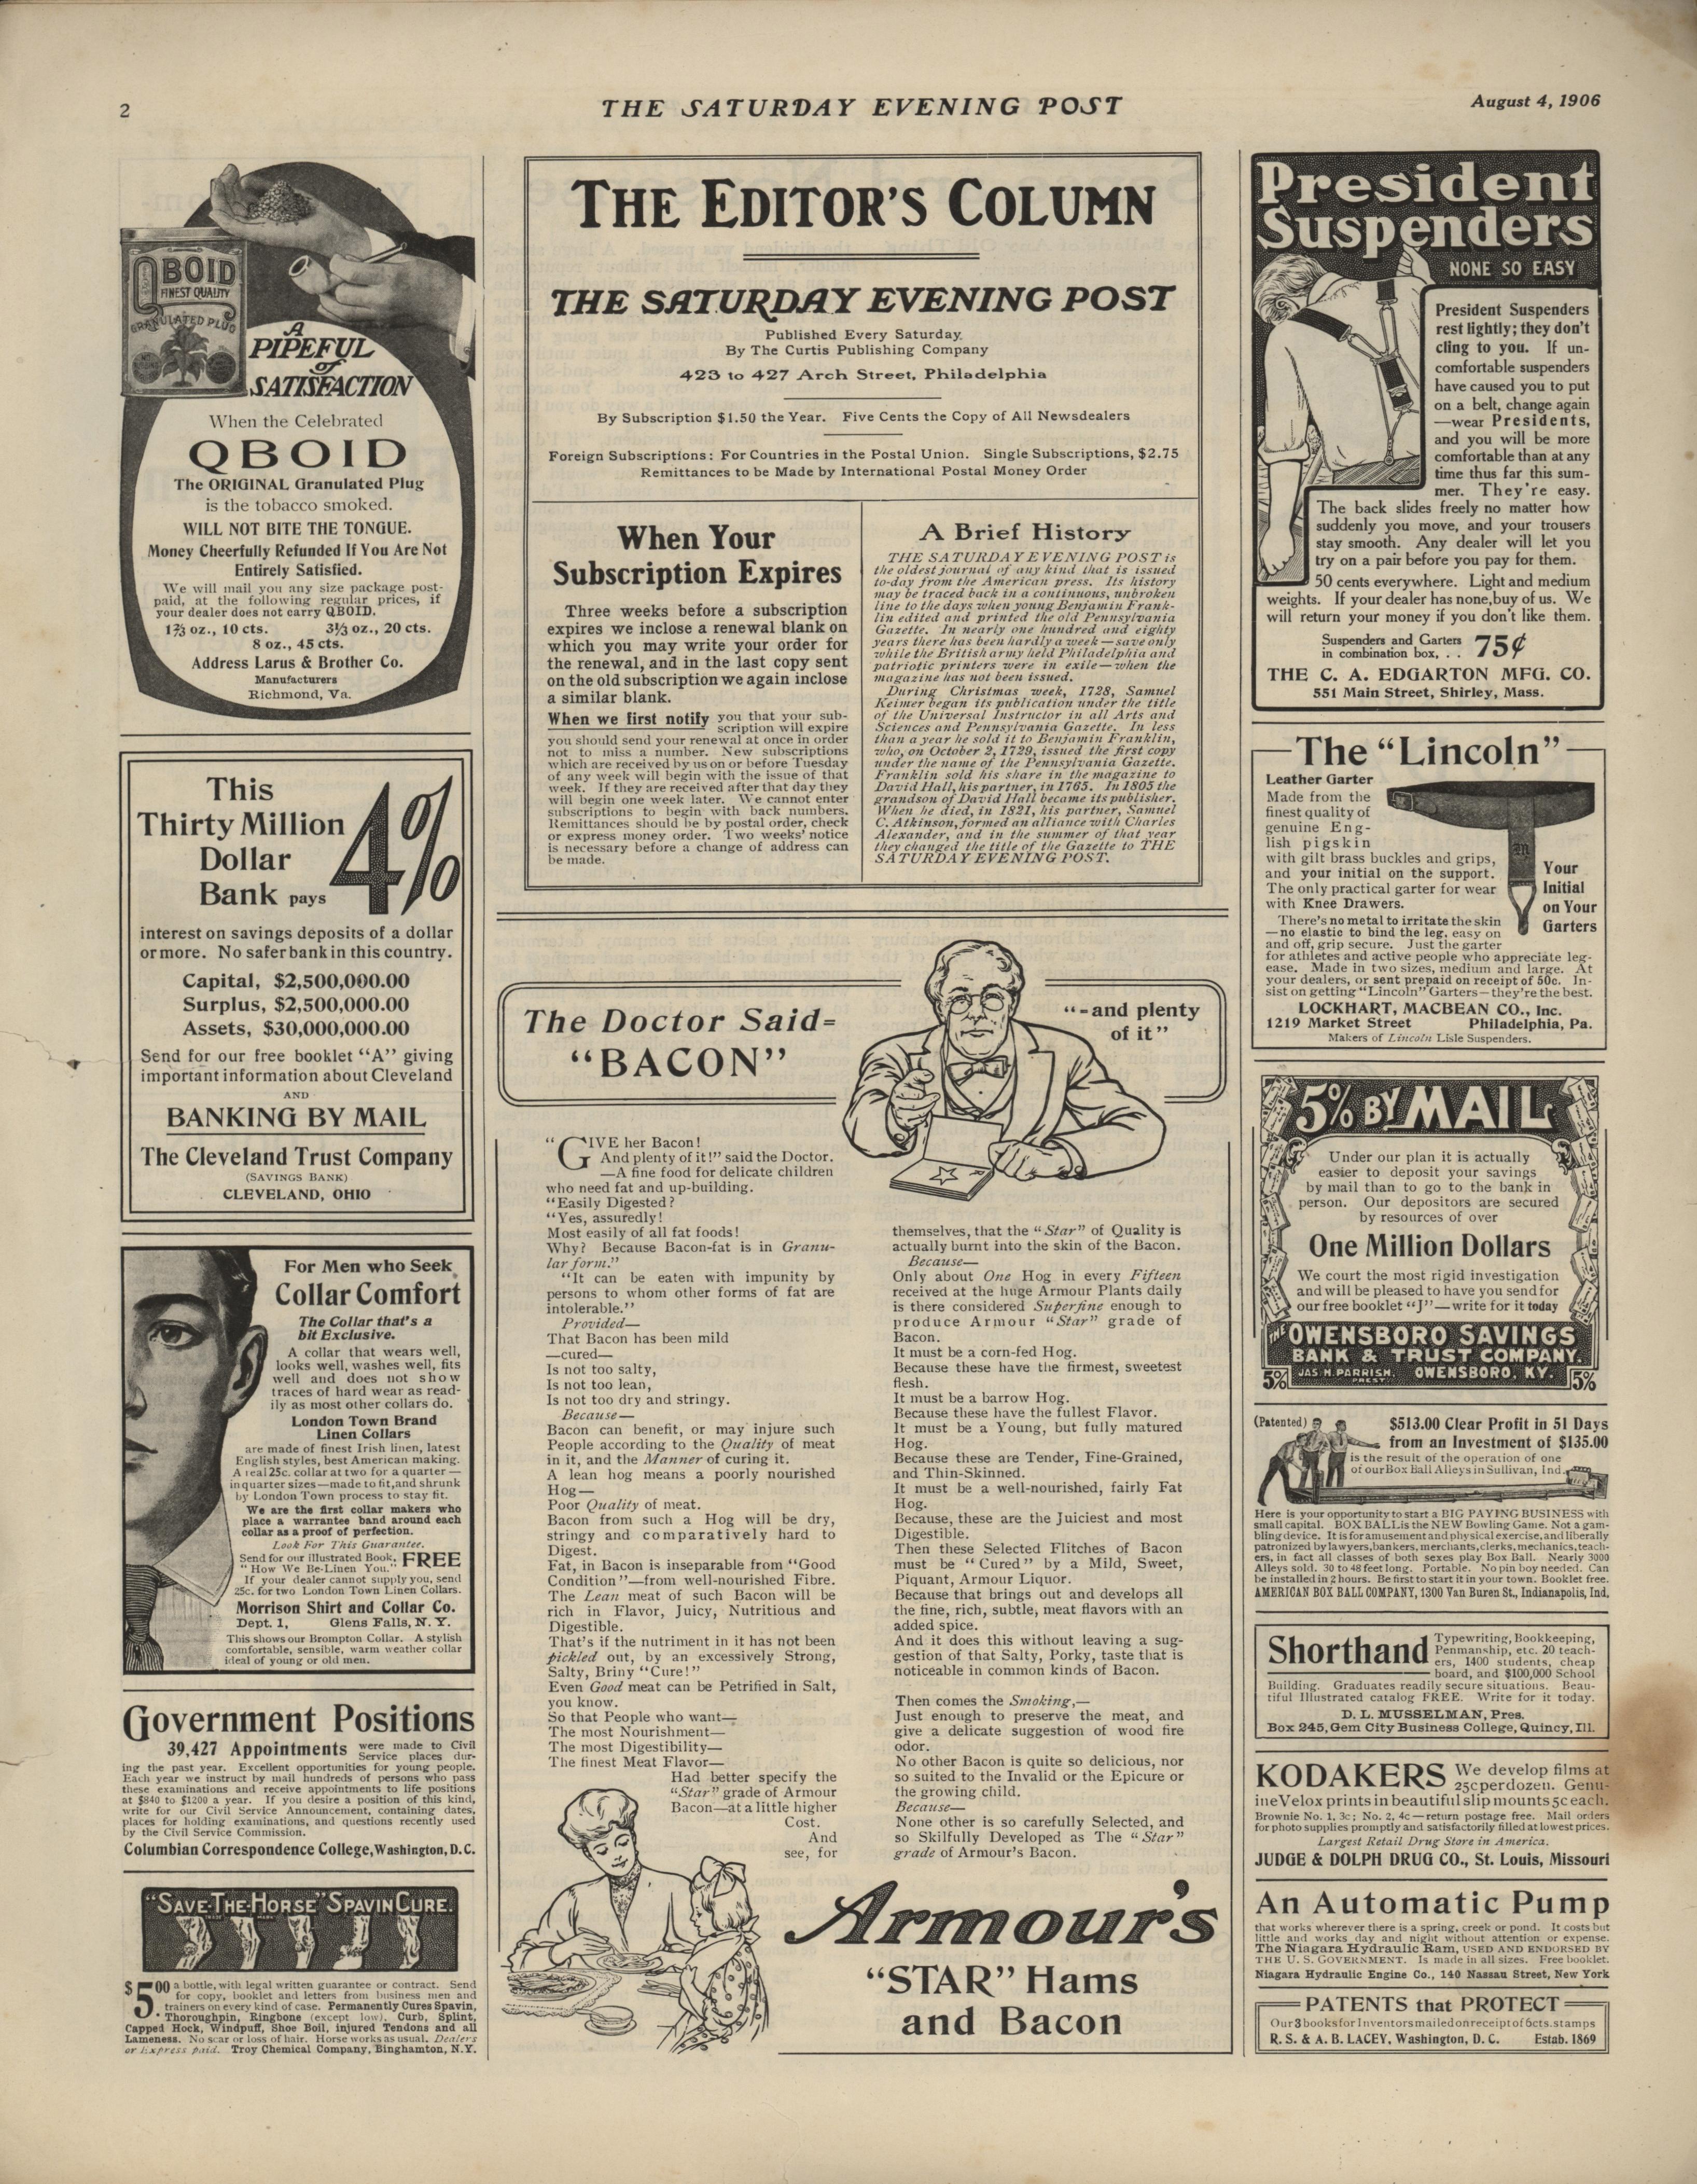 2
THE SATURDAY EVENING POST
August 4, 1906
QBOID
FINEST QUALITY
GRANULATED PLUG
A
PIPEFUL
of
SATISFACTION
When the Celebrated
QBOID
The ORIGINAL Granulated Plug
is the tobacco smoked.
WILL NOT BITE THE TONGUE.
Money Cheerfully Refunded If You Are Not
Entirely Satisfied.
We will mail you any size package post-
paid, at the following regular prices, if
your dealer does not carry QBOID.
1⅔ oz., 10 cts. 3⅓ oz., 20 cts.
8 oz., 45 cts.
Address Larus & Brother Co.
Manufacturers
Richmond, Va.
This
Thirty Million
Dollar
Bank pays
4%
interest on savings deposits of a dollar
or more. No safer bank in this country.
Capital, $2,500,000.00
Surplus, $2,500,000.00
Assets, $30,000,000.00
Send for our free booklet "A" giving
important information about Cleveland
AND
BANKING BY MAIL
The Cleveland Trust Company
(SAVINGS BANK)
CLEVELAND, OHIO
For Men who Seek
Collar Comfort
The Collar that's a
bit Exclusive.
A collar that wears well,
looks well, washes well, fits
well and does not show
traces of hard wear as read-
ily as most other collars do.
London Town Brand
Linen Collars
are made of finest Irish linen, latest
English styles, best American making.
A real 25c. collar at two for a quarter—
in quarter sizes—made to fit, and shrunk
by London Town process to stay fit.
We are the first collar makers who
place a warrantee band around each
collar as a proof of perfection.
Look For This Guarantee.
Send for our illustrated Book, FREE
"How We Be-Linen You."
If your dealer cannot supply you, send
25c. for two London Town Linen Collars.
Morrison Shirt and Collar Co.
Dept. 1, Glens Falls, N. Y.
This shows our Brompton Collar. A stylish
comfortable, sensible, warm weather collar
ideal of young or old men.
Government Positions
39,427 Appointments were made to Civil
Service places dur-
ing the past year. Excellent opportunities for young people.
Each year we instruct by mail hundreds of persons who pass
these examinations and receive appointments to life positions
at $840 to $1200 a year. If you desire a position of this kind,
write for our Civil Service Announcement, containing dates,
places for holding examinations, and questions recently used
by the Civil Service Commission.
Columbian Correspondence College, Washington, D. C.
"SAVE-THE-HORSE" SPAVIN CURE.
$5.00 a bottle, with legal written guarantee or contract. Send
for copy, booklet and letters from business men and
trainers on every kind of case. Permanently Cures Spavin,
Thoroughpin, Ringbone (except low), Curb, Splint,
Capped Hock, Windpuff, Shoe Boil, injured Tendons and all
Lameness. No scar or loss of hair. Horse works as usual. Dealers
or Express paid. Troy Chemical Company, Binghamton, N.Y.
THE EDITOR'S COLUMN
THE SATURDAY EVENING POST
Published Every Saturday
By The Curtis Publishing Company
423 to 427 Arch Street, Philadelphia
By Subscription $1.50 the Year. Five Cents the Copy of All Newsdealers
Foreign Subscriptions: For Countries in the Postal Union. Single Subscriptions, $2.75
Remittances to be Made by International Postal Money Order
When Your
Subscription Expires
Three weeks before a subscription
expires we inclose a renewal blank on
which you may write your order for
the renewal, and in the last copy sent
on the old subscription we again inclose
a similar blank.
When we first notify you that your sub-
scription will expire
you should send your renewal at once in order
not to miss a number. New subscriptions
which are received by us on or before Tuesday
of any week will begin with the issue of that
week. If they are received after that day they
will begin one week later. We cannot enter
subscriptions to begin with back numbers.
Remittances should be by postal order, check
or express money order. Two weeks' notice
is necessary before a change of address can
be made.
A Brief History
THE SATURDAY EVENING POST is
the oldest journal of any kind that is issued
to-day from the American press. Its history
may be traced back in a continuous, unbroken
line to the days when young Benjamin Frank-
lin edited and printed the old Pennsylvania
Gazette. In nearly one hundred and eighty
years there has been hardly a week—save only
while the British army held Philadelphia and
patriotic printers were in exile—when the
magazine has not been issued.
During Christmas week, 1728, Samuel
Keimer began its publication under the title
of the Universal Instructor in all Arts and
Sciences and Pennsylvania Gazette. In less
than a year he sold it to Benjamin Franklin,
who, on October 2, 1729, issued the first copy
under the name of the Pennsylvania Gazette.
Franklin sold his share in the magazine to
David Hall, his partner, in 1765. In 1805 the
grandson of David Hall became its publisher.
When he died, in 1821, his partner, Samuel
C. Atkinson, formed an alliance with Charles
Alexander, and in the summer of that year
they changed the title of the Gazette to THE
SATURDAY EVENING POST.
The Doctor Said=
"BACON"
"=and plenty
of it"
"GIVE her Bacon!
And plenty of it!" said the Doctor.
—A fine food for delicate children
who need fat and up-building.
"Easily Digested?
"Yes, assuredly!
Most easily of all fat foods!
Why? Because Bacon-fat is in Granu-
lar form."
"It can be eaten with impunity by
persons to whom other forms of fat are
intolerable."
Provided—
That Bacon has been mild
—cured—
Is not too salty,
Is not too lean,
Is not too dry and stringy.
Because—
Bacon can benefit, or may injure such
People according to the Quality of meat
in it, and the Manner of curing it.
A lean hog means a poorly nourished
Hog—
Poor Quality of meat.
Bacon from such a Hog will be dry,
stringy and comparatively hard to
Digest.
Fat, in Bacon is inseparable from "Good
Condition"—from well-nourished Fibre.
The Lean meat of such Bacon will be
rich in Flavor, Juicy, Nutritious and
Digestible.
That's if the nutriment in it has not been
pickled out, by an excessively Strong,
Salty, Briny "Cure!"
Even Good meat can be Petrified in Salt,
you know.
So that People who want—
The most Nourishment—
The most Digestibility—
The finest Meat Flavor—
Had better specify the
"Star" grade of Armour
Bacon—at a little higher
Cost.
And
see, for
themselves, that the "Star" of Quality is
actually burnt into the skin of the Bacon.
Because—
Only about One Hog in every Fifteen
received at the huge Armour Plants daily
is there considered Superfine enough to
produce Armour "Star" grade of
Bacon.
It must be a corn-fed Hog.
Because these have the firmest, sweetest
flesh.
It must be a barrow Hog.
Because these have the fullest Flavor.
It must be a Young, but fully matured
Hog.
Because these are Tender, Fine-Grained,
and Thin-Skinned.
It must be a well-nourished, fairly Fat
Hog.
Because, these are the Juiciest and most
Digestible.
Then these Selected Flitches of Bacon
must be "Cured" by a Mild, Sweet,
Piquant, Armour Liquor.
Because that brings out and develops all
the fine, rich, subtle, meat flavors with an
added spice.
And it does this without leaving a sug-
gestion of that Salty, Porky, taste that is
noticeable in common kinds of Bacon.
Then comes the Smoking,—
Just enough to preserve the meat, and
give a delicate suggestion of wood fire
odor.
No other Bacon is quite so delicious, nor
so suited to the Invalid or the Epicure or
the growing child.
Because—
None other is so carefully Selected, and
so Skilfully Developed as The "Star"
grade of Armour's Bacon.
Armour's
"STAR" Hams
and Bacon
President
Suspenders
NONE SO EASY
President Suspenders
rest lightly; they don't
cling to you. If un-
comfortable suspenders
have caused you to put
on a belt, change again
—wear Presidents,
and you will be more
comfortable than at any
time thus far this sum-
mer. They're easy.
The back slides freely no matter how
suddenly you move, and your trousers
stay smooth. Any dealer will let you
try on a pair before you pay for them.
50 cents everywhere. Light and medium
weights. If your dealer has none, buy of us. We
will return your money if you don't like them.
Suspenders and Garters
in combination box, . . 75¢
THE C. A. EDGARTON MFG. CO.
551 Main Street, Shirley, Mass.
The "Lincoln"
Leather Garter
Made from the
finest quality of
genuine Eng-
lish pigskin
with gilt brass buckles and grips,
and your initial on the support.
The only practical garter for wear
with Knee Drawers.
There's no metal to irritate the skin
—no elastic to bind the leg, easy on
and off, grip secure. Just the garter
for athletes and active people who appreciate leg-
ease. Made in two sizes, medium and large. At
your dealers, or sent prepaid on receipt of 50c. In-
sist on getting "Lincoln" Garters—they're the best.
Your
Initial
on Your
Garters
LOCKHART, MACBEAN CO., Inc.
1219 Market Street Philadelphia, Pa.
Makers of Lincoln Lisle Suspenders.
5% BY MAIL
Under our plan it is actually
easier to deposit your savings
by mail than to go to the bank in
person. Our depositors are secured
by resources of over
One Million Dollars
We court the most rigid investigation
and will be pleased to have you send for
our free booklet "J"—write for it today
THE OWENSBORO SAVINGS
BANK & TRUST COMPANY.
5% JAS. H. PARRISH, PREST. OWENSBORO, KY. 5%
(Patented)
$513.00 Clear Profit in 51 Days
from an Investment of $135.00
is the result of the operation of one
of our Box Ball Alleys in Sullivan, Ind.
Here is your opportunity to start a BIG PAYING BUSINESS with
small capital. BOX BALL is the NEW Bowling Game. Not a gam-
bling device. It is for amusement and physical exercise, and liberally
patronized by lawyers, bankers, merchants, clerks, mechanics, teach-
ers, in fact all classes of both sexes play Box Ball. Nearly 3000
Alleys sold. 30 to 48 feet long. Portable. No pin boy needed. Can
be installed in 2 hours. Be first to start it in your town. Booklet free.
AMERICAN BOX BALL COMPANY, 1300 Van Buren St., Indianapolis, Ind.
Shorthand Typewriting, Bookkeeping,
Penmanship, etc. 20 teach-
ers, 1400 students, cheap
board, and $100,000 School
Building. Graduates readily secure situations. Beau-
tiful Illustrated catalog FREE. Write for it today.
D. L. MUSSELMAN, Pres.
Box 245, Gem City Business College, Quincy, Ill.
KODAKERS We develop films at
25c per dozen. Genu-
ine Velox prints in beautiful slip mounts 5c each.
Brownie No. 1, 3c; No. 2, 4c—return postage free. Mail orders
for photo supplies promptly and satisfactorily filled at lowest prices.
Largest Retail Drug Store in America.
JUDGE & DOLPH DRUG CO., St. Louis, Missouri
An Automatic Pump
that works wherever there is a spring, creek or pond. It costs but
little and works day and night without attention or expense.
The Niagara Hydraulic Ram, USED AND ENDORSED BY
THE U. S. GOVERNMENT. Is made in all sizes. Free booklet.
Niagara Hydraulic Engine Co., 140 Nassau Street, New York
PATENTS that PROTECT
Our 3 books for Inventors mailed on receipt of 6 cts. stamps
R. S. & A. B. LACEY, Washington, D. C. Estab. 1869